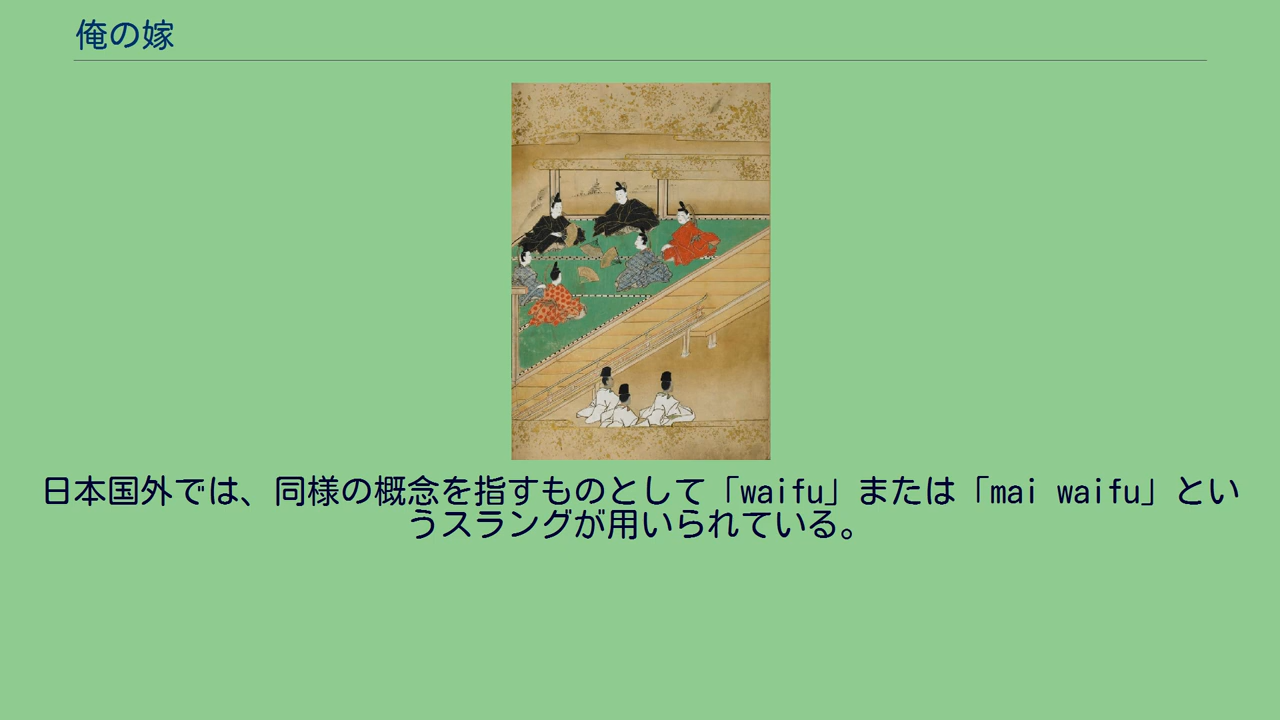 俺の嫁
日本国外では、同様の概念を指すものとして「waifu」または「mai waifu」とい
うスラングが用いられている。